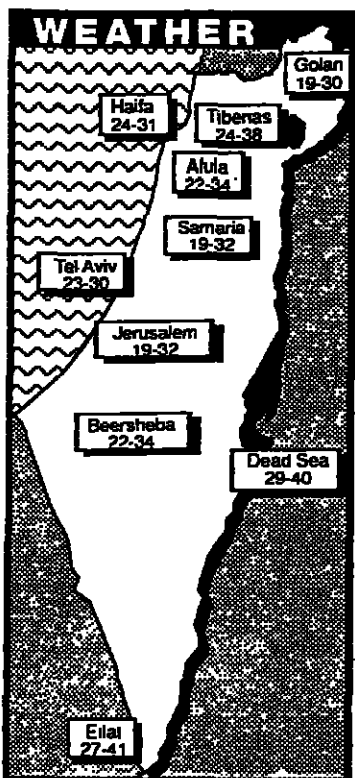 WEATHER
Golan
19-30
Haifa
24-31
Tiberias
24-38
Afula
22-34
Samaria
19-32
Tel Aviv
23-30
Jerusalem
19-32
Beersheba
22-34
Dead Sea
29-40
Eilat
27-41